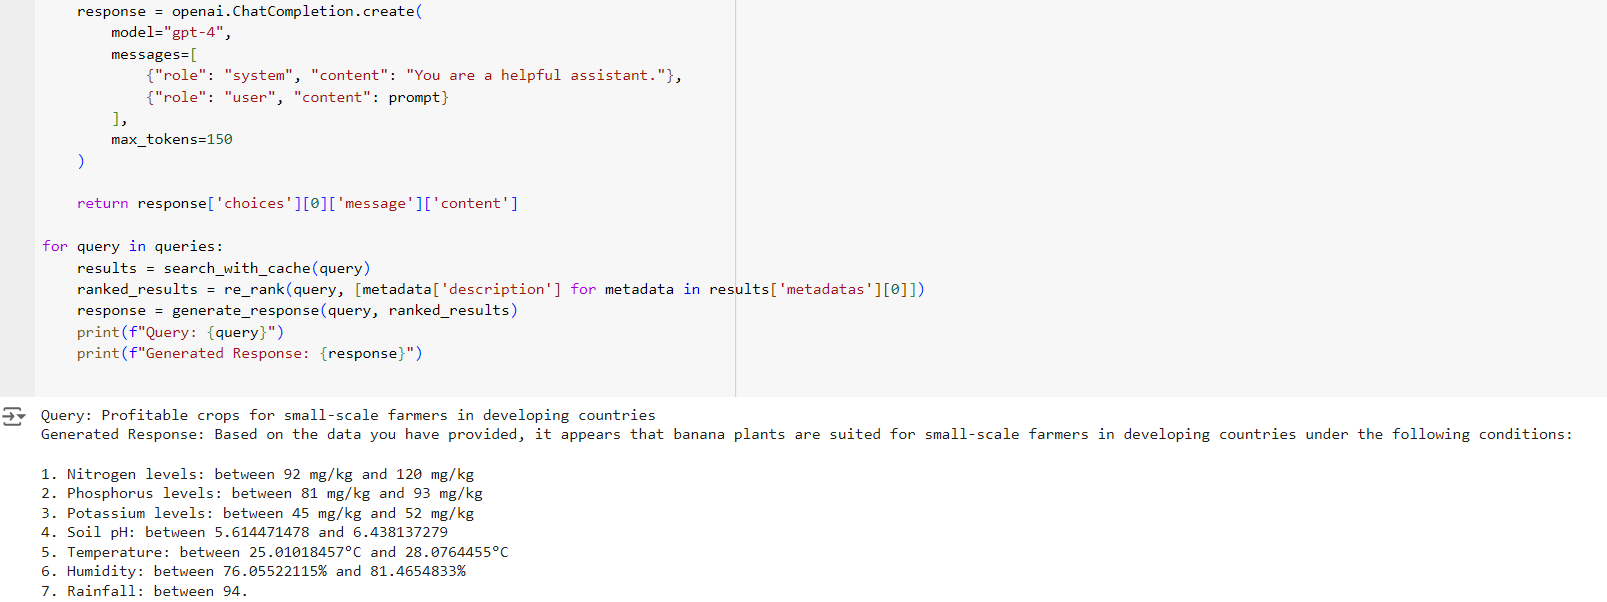 response = openai.ChatCompletion.create(
        model="gpt-4",
        messages=[
            {"role": "system", "content": "You are a helpful assistant."},
            {"role": "user", "content": prompt}
        ],
        max_tokens=150
    )

    return response['choices'][0]['message']['content']

for query in queries:
    results = search_with_cache(query)
    ranked_results = re_rank(query, [metadata['description'] for metadata in results['metadatas'][0]])
    response = generate_response(query, ranked_results)
    print(f"Query: {query}")
    print(f"Generated Response: {response}")

Query: Profitable crops for small-scale farmers in developing countries
Generated Response: Based on the data you have provided, it appears that banana plants are suited for small-scale farmers in developing countries under the following conditions:

1. Nitrogen levels: between 92 mg/kg and 120 mg/kg
2. Phosphorus levels: between 81 mg/kg and 93 mg/kg
3. Potassium levels: between 45 mg/kg and 52 mg/kg
4. Soil pH: between 5.614471478 and 6.438137279
5. Temperature: between 25.01018457°C and 28.0764455°C
6. Humidity: between 76.05522115% and 81.4654833%
7. Rainfall: between 94.